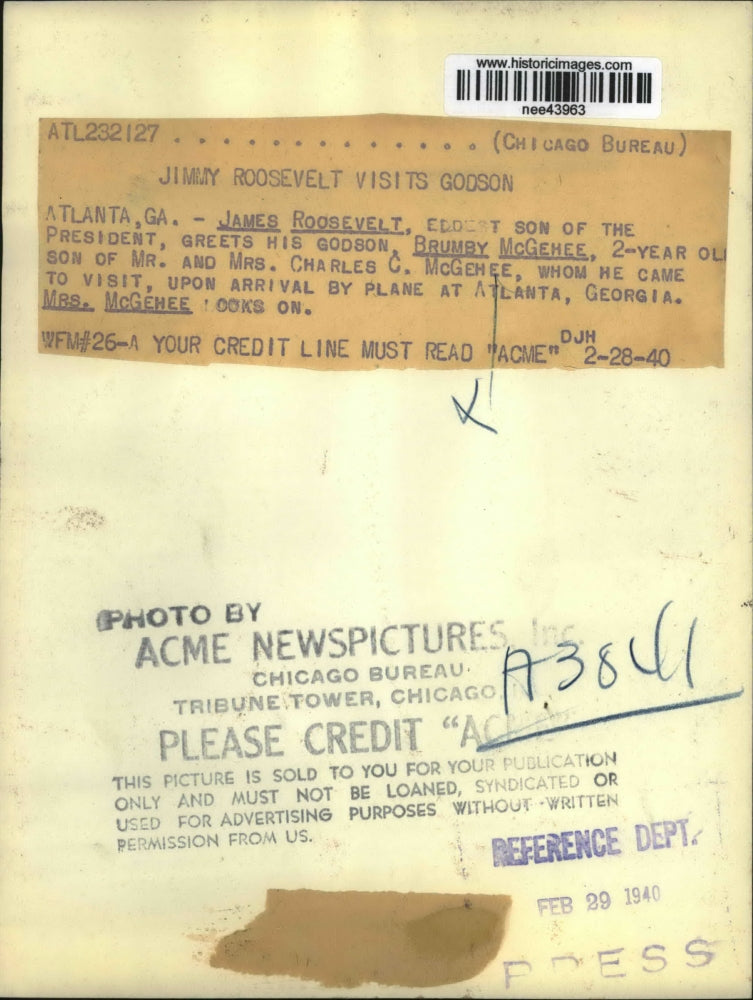 www.historicimages.com
nee43963
ATL232127 . . . . . . . . . . . . . . (CHICAGO BUREAU)
JIMMY ROOSEVELT VISITS GODSON
ATLANTA, GA. - JAMES ROOSEVELT, SON OF THE
PRESIDENT, GREETS HIS GODSON, BRUMBY MCGEHEE, 2-YEAR OL
SON OF MR. AND MRS. CHARLES C. MCGEHEE, WHOM HE CAME
TO VISIT, UPON ARRIVAL BY PLANE AT ATLANTA, GEORGIA.
MRS. MCGEHEE LOOKS ON.
WFM#26-A YOUR CREDIT LINE MUST READ "ACME" DJH 2-28-40
PHOTO BY
ACME NEWSPICTURES, Inc.
CHICAGO BUREAU
TRIBUNE TOWER, CHICAGO,
A3841
PLEASE CREDIT "AC
THIS PICTURE IS SOLD TO YOU FOR YOUR PUBLICATION
ONLY AND MUST NOT BE LOANED, SYNDICATED OR
USED FOR ADVERTISING PURPOSES WITHOUT WRITTEN
PERMISSION FROM US.
REFERENCE DEPT.
FEB 29 1940
P ESS